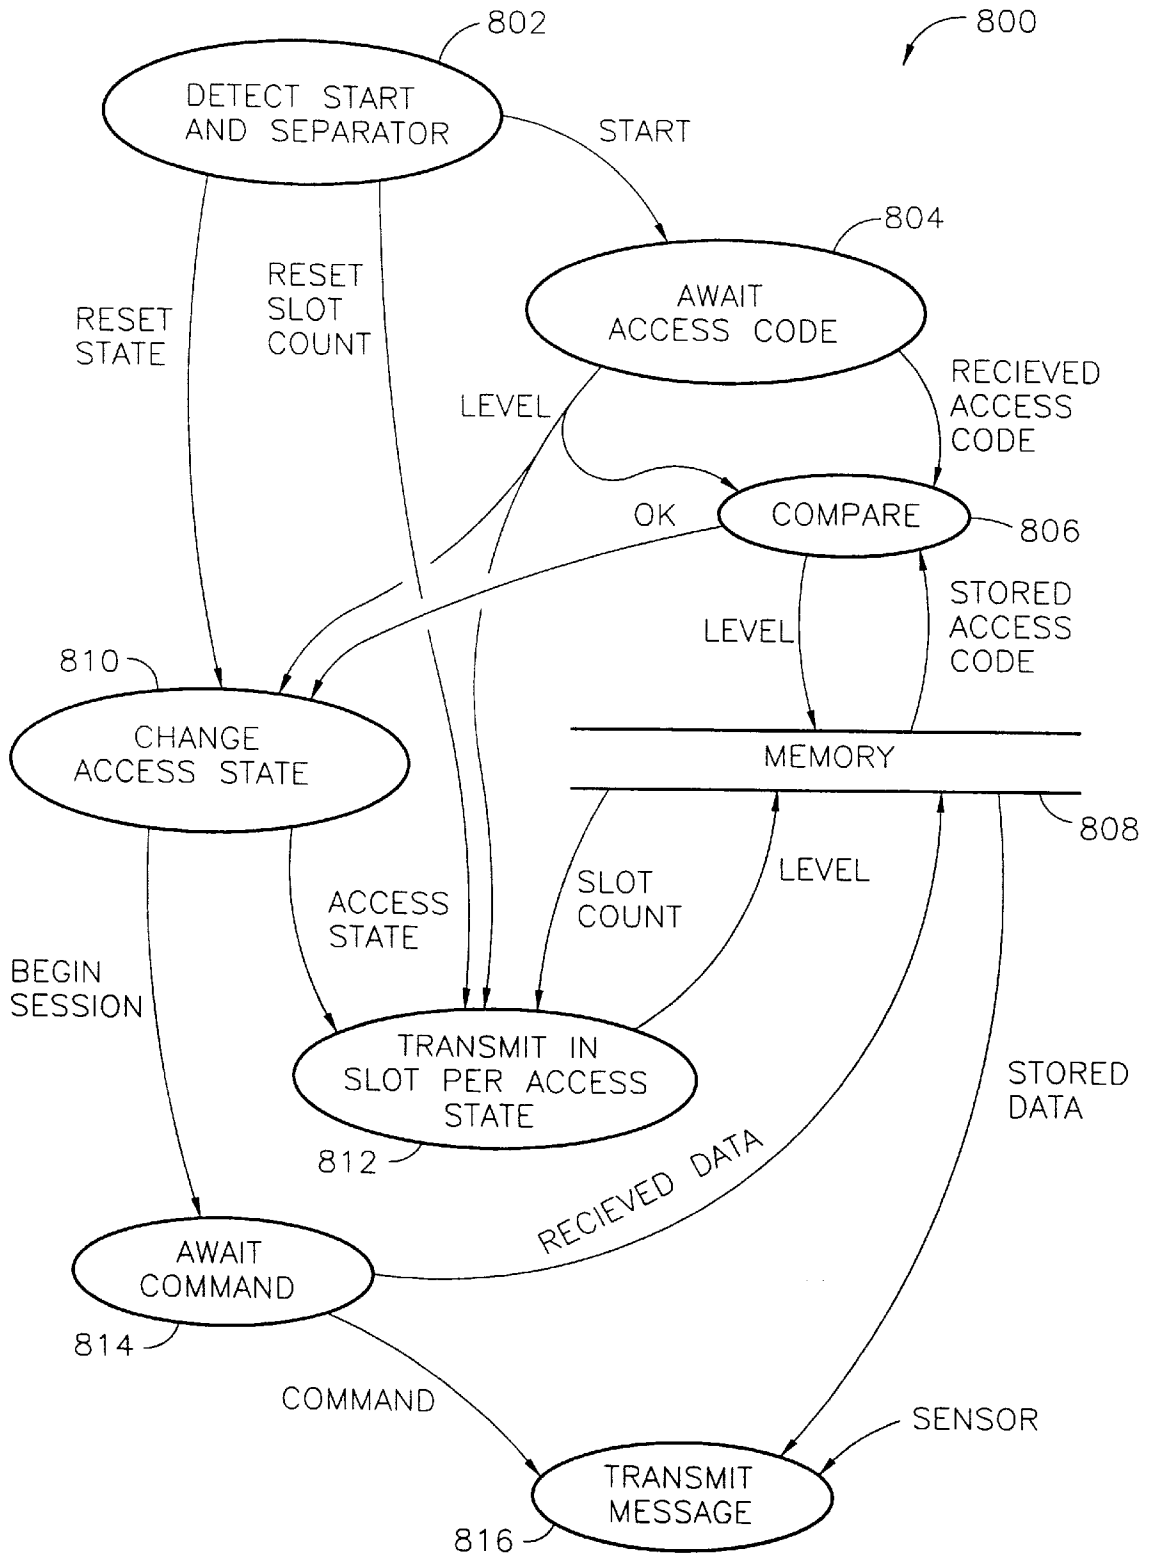 802
800
DETECT START
AND SEPARATOR
START
804
RESET
SLOT
COUNT
RESET
STATE
AWAIT
ACCESS CODE
RECIEVED
ACCESS
CODE
LEVEL
OK
COMPARE
806
LEVEL
STORED
ACCESS
CODE
810
CHANGE
ACCESS STATE
MEMORY
808
SLOT
COUNT
LEVEL
ACCESS
STATE
BEGIN
SESSION
TRANSMIT IN
SLOT PER ACCESS
STATE
812
STORED
DATA
RECIEVED DATA
AWAIT
COMMAND
814
COMMAND
SENSOR
TRANSMIT
MESSAGE
816